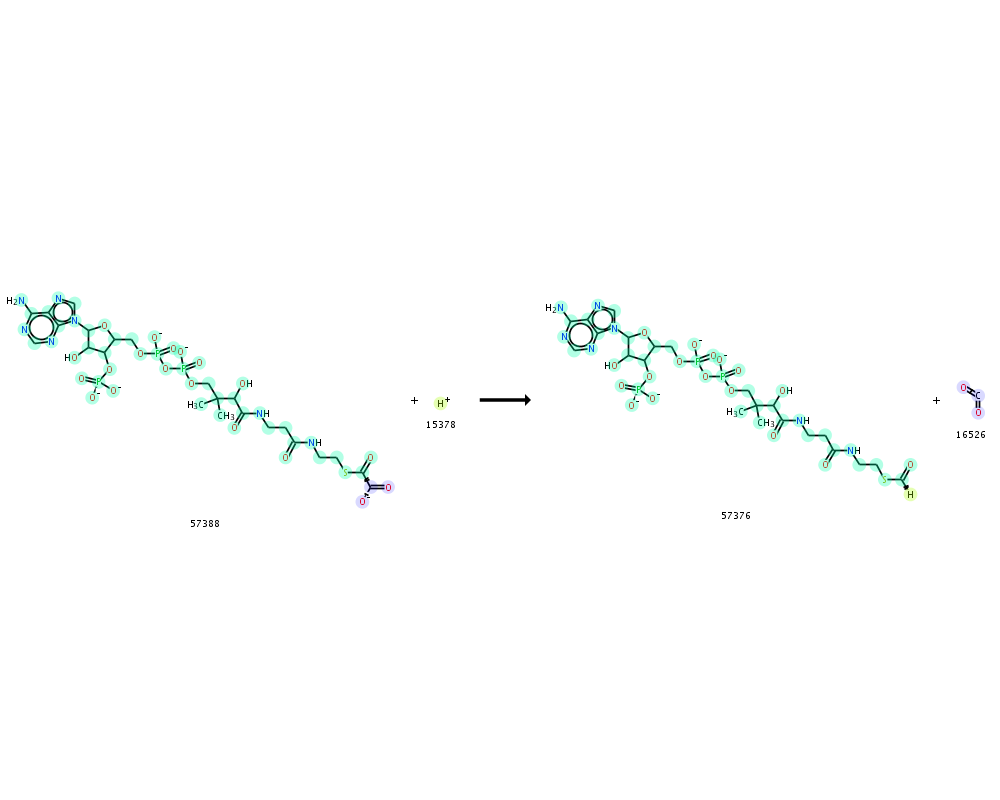 N
H₂N
N O
N
N
HO
O
O P O⁻
O⁻
O⁻ O⁻
O P O
O P O
O
OH
H₃C
CH₃
O NH
O NH
S O
O
O⁻
57388
+ H⁺
15378
N
H₂N
N O
N
N
HO
O
O P O⁻
O⁻
O⁻ O⁻
O P O
O P O
O
OH
H₃C
CH₃
O NH
O NH
S O
H
57376
+ O C O
16526